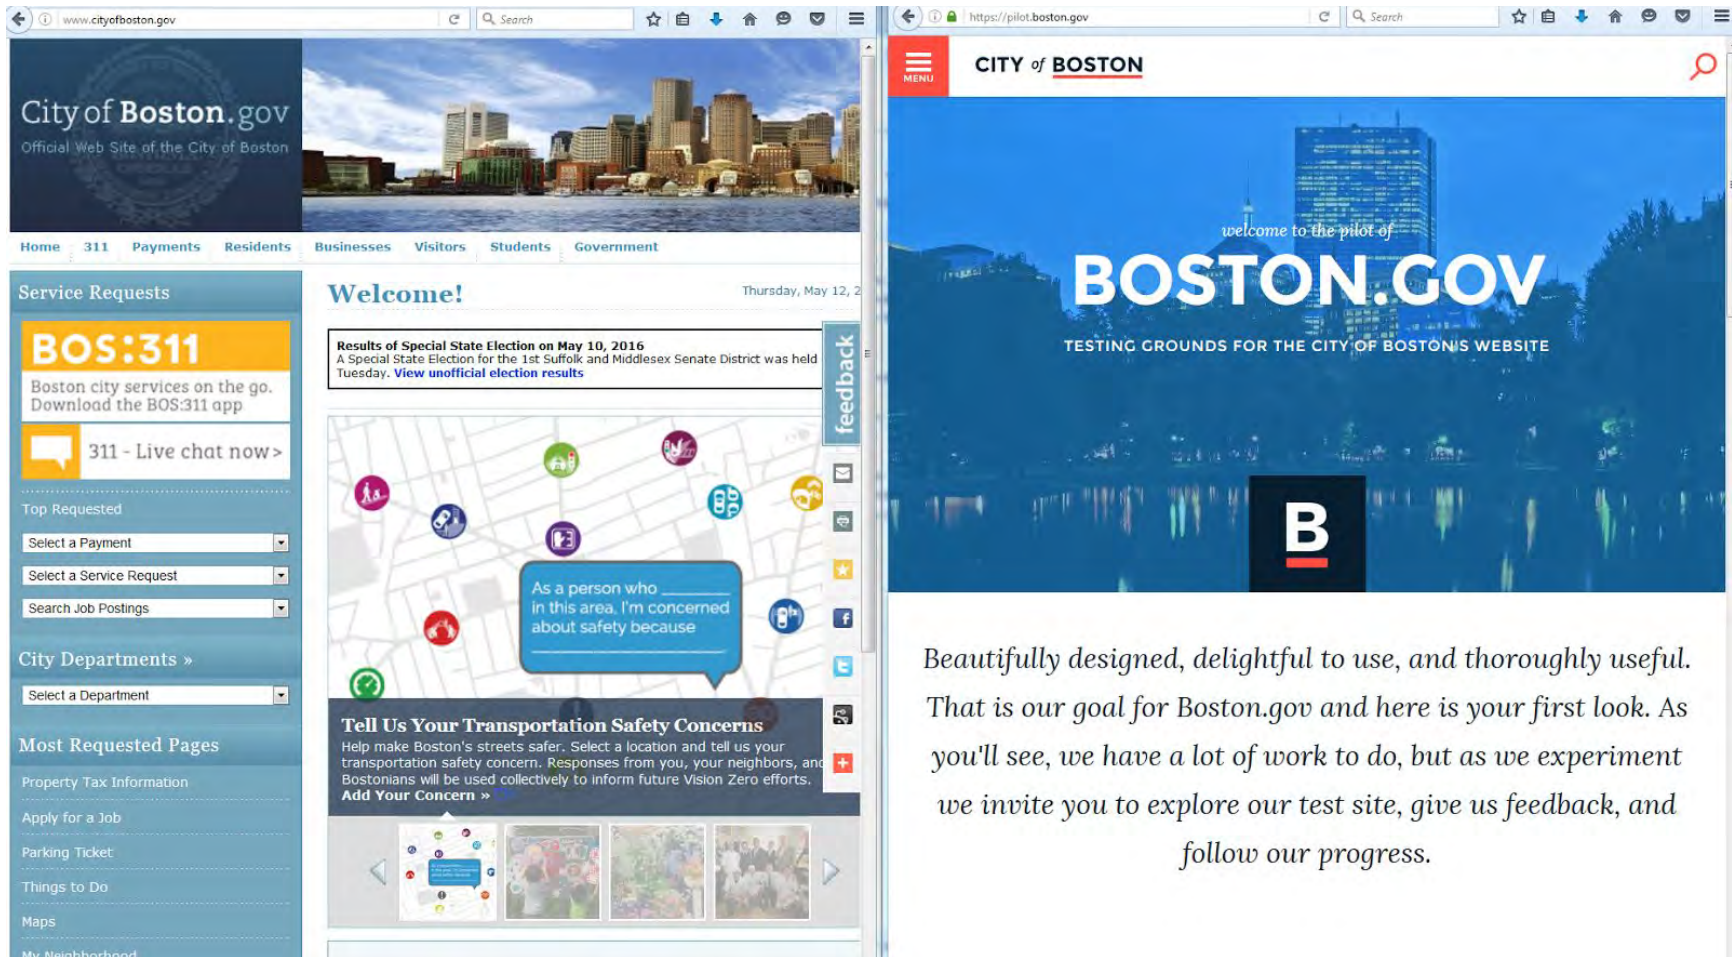 www.cityofboston.gov
Search
City of Boston.gov
Official Web Site of the City of Boston
Home
311
Payments
Residents
Businesses
Visitors
Students
Government
Service Requests
BOS:311
Boston city services on the go.
Download the BOS:311 app
311 - Live chat now >
Top Requested
Select a Payment
Select a Service Request
Search Job Postings
City Departments »
Select a Department
Most Requested Pages
Property Tax Information
Apply for a Job
Parking Ticket
Things to Do
Maps
My Neighborhood
Welcome!
Thursday, May 12, 2
Results of Special State Election on May 10, 2016
A Special State Election for the 1st Suffolk and Middlesex Senate District was held
Tuesday. View unofficial election results
feedback
As a person who ________
in this area, I'm concerned
about safety because
________________
Tell Us Your Transportation Safety Concerns
Help make Boston's streets safer. Select a location and tell us your
transportation safety concern. Responses from you, your neighbors, and
Bostonians will be used collectively to inform future Vision Zero efforts.
Add Your Concern »
https://pilot.boston.gov
Search
MENU
CITY of BOSTON
welcome to the pilot of
BOSTON.GOV
TESTING GROUNDS FOR THE CITY OF BOSTON'S WEBSITE
B
Beautifully designed, delightful to use, and thoroughly useful.
That is our goal for Boston.gov and here is your first look. As
you'll see, we have a lot of work to do, but as we experiment
we invite you to explore our test site, give us feedback, and
follow our progress.